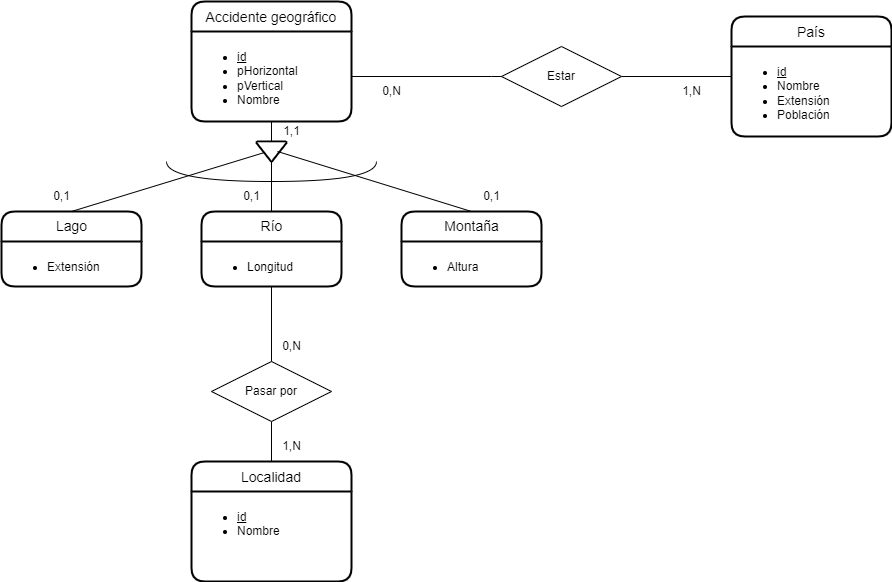 Accidente geográfico
id
pHorizontal
pVertical
Nombre
0,N
Estar
1,N
País
id
Nombre
Extensión
Población
1,1
0,1
0,1
0,1
Lago
Extensión
Río
Longitud
Montaña
Altura
0,N
Pasar por
1,N
Localidad
id
Nombre